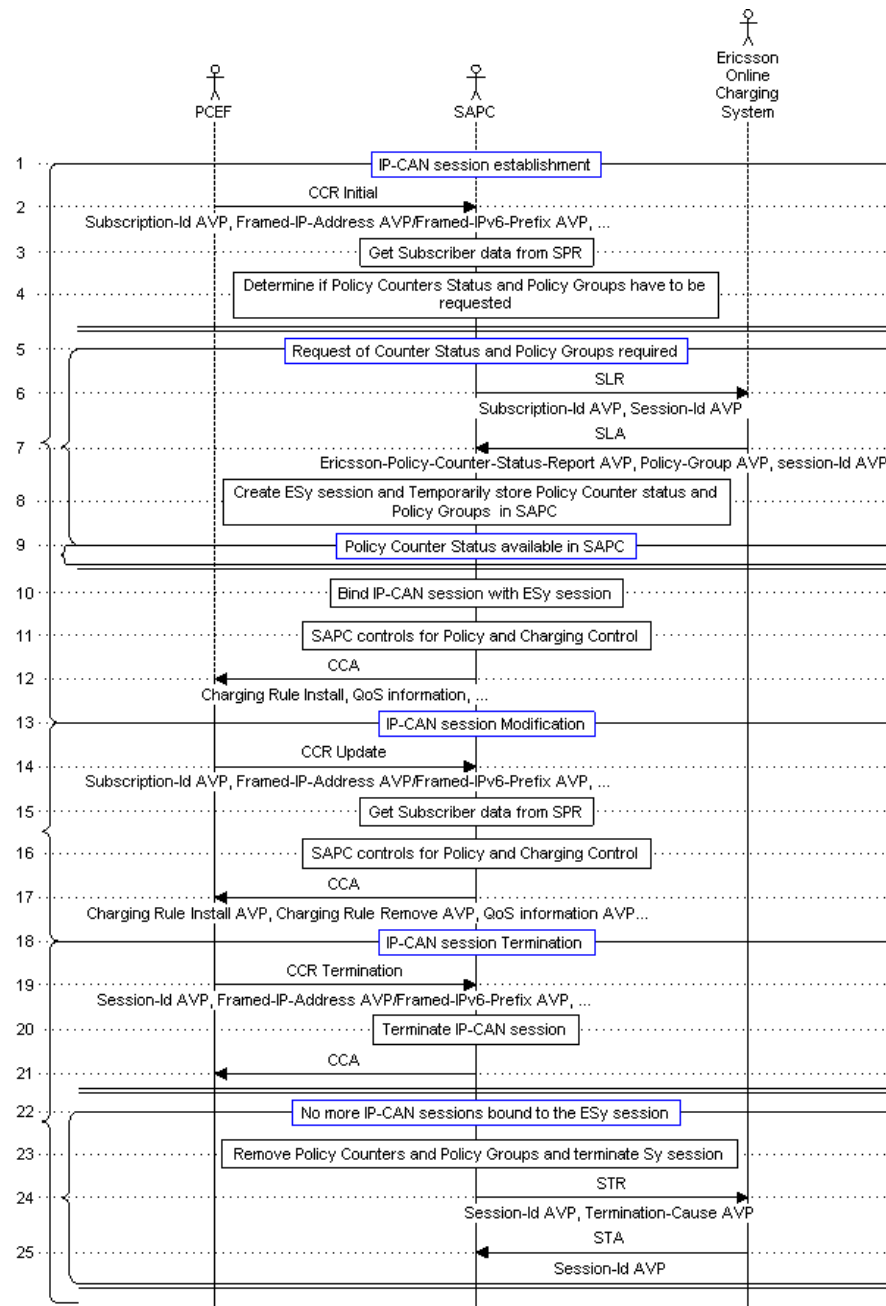 Ericsson
Online
Charging
System
PCEF
SAPC
1
IP-CAN session establishment
CCR Initial
2
Subscription-Id AVP, Framed-IP-Address AVP/Framed-IPv6-Prefix AVP, ...
3
Get Subscriber data from SPR
4
Determine if Policy Counters Status and Policy Groups have to be
requested
5
Request of Counter Status and Policy Groups required
SLR
6
Subscription-Id AVP, Session-Id AVP
SLA
7
Ericsson-Policy-Counter-Status-Report AVP, Policy-Group AVP, session-Id AVP
8
Create ESy session and Temporarily store Policy Counter status and
Policy Groups in SAPC
9
Policy Counter Status available in SAPC
10
Bind IP-CAN session with ESy session
11
SAPC controls for Policy and Charging Control
CCA
12
Charging Rule Install, QoS information, ...
13
IP-CAN session Modification
CCR Update
14
Subscription-Id AVP, Framed-IP-Address AVP/Framed-IPv6-Prefix AVP, ...
15
Get Subscriber data from SPR
16
SAPC controls for Policy and Charging Control
CCA
17
Charging Rule Install AVP, Charging Rule Remove AVP, QoS information AVP...
18
IP-CAN session Termination
CCR Termination
19
Session-Id AVP, Framed-IP-Address AVP/Framed-IPv6-Prefix AVP, ...
20
Terminate IP-CAN session
CCA
21
22
No more IP-CAN sessions bound to the ESy session
23
Remove Policy Counters and Policy Groups and terminate Sy session
STR
24
Session-Id AVP, Termination-Cause AVP
STA
25
Session-Id AVP